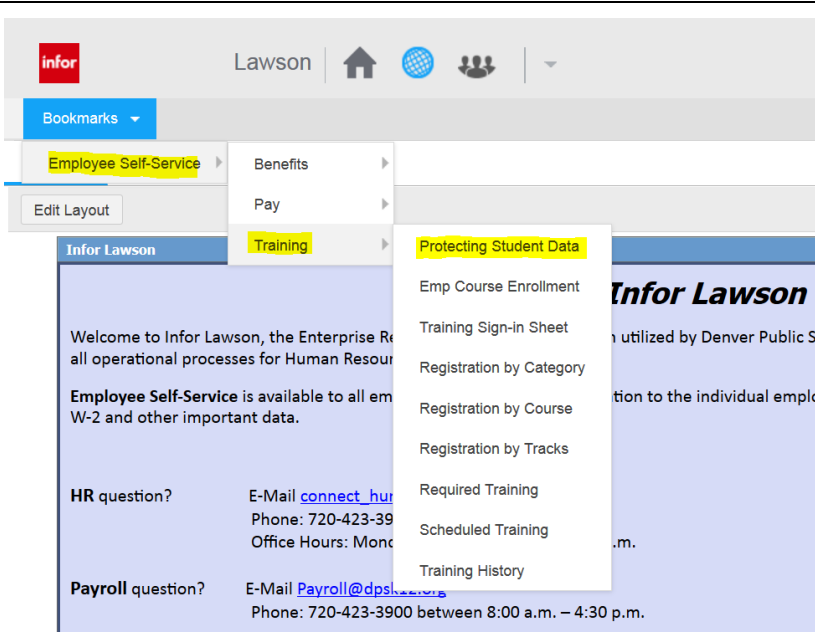 infor
Lawson
Bookmarks
Employee Self-Service
Benefits
Pay
Training
Protecting Student Data
Emp Course Enrollment
Training Sign-in Sheet
Registration by Category
Registration by Course
Registration by Tracks
Required Training
Scheduled Training
Training History
Edit Layout
Infor Lawson
Infor Lawson
Welcome to Infor Lawson, the Enterprise Re n utilized by Denver Public S
all operational processes for Human Resour
Employee Self-Service is available to all em tion to the individual emplo
W-2 and other important data.
HR question? E-Mail connect_hur
Phone: 720-423-39
Office Hours: Mond .m.
Payroll question? E-Mail Payroll@dpsk12.org
Phone: 720-423-3900 between 8:00 a.m. – 4:30 p.m.